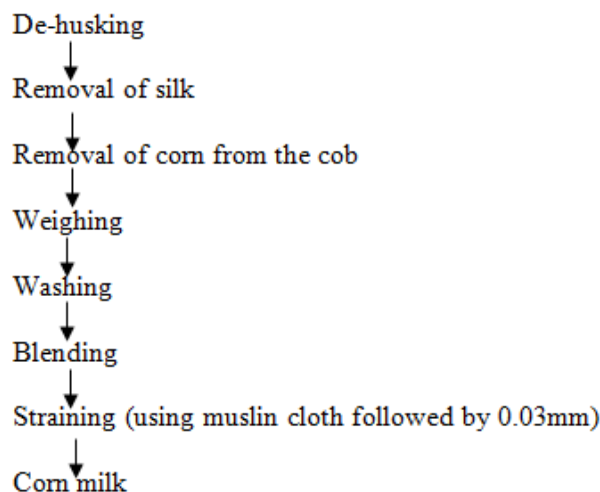 De-husking
Removal of silk
Removal of corn from the cob
Weighing
Washing
Blending
Straining (using muslin cloth followed by 0.03mm)
Corn milk